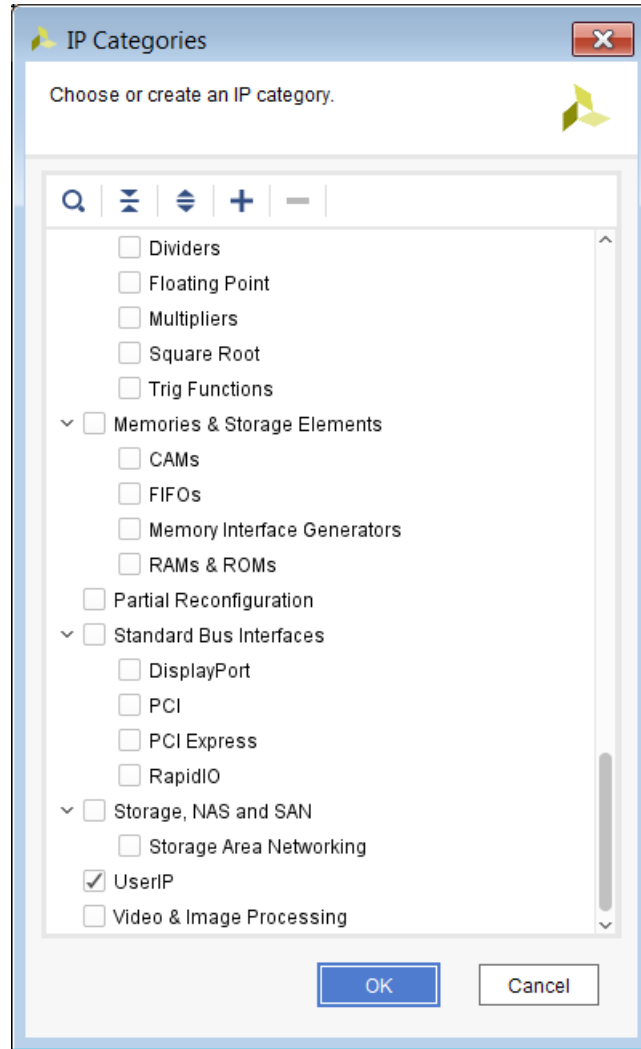 IP Categories
Choose or create an IP category.
Dividers
Floating Point
Multipliers
Square Root
Trig Functions
Memories & Storage Elements
CAMs
FIFOs
Memory Interface Generators
RAMs & ROMs
Partial Reconfiguration
Standard Bus Interfaces
DisplayPort
PCI
PCI Express
RapidIO
Storage, NAS and SAN
Storage Area Networking
UserIP
Video & Image Processing
OK Cancel